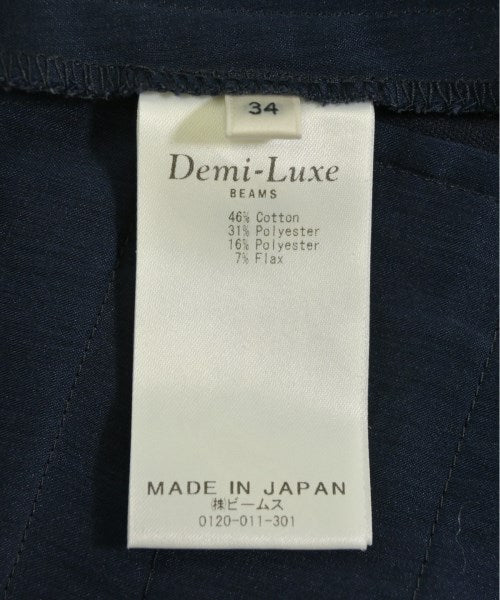 34
Demi-Luxe
BEAMS
46% Cotton
31% Polyester
16% Polyester
7% Flax
MADE IN JAPAN
㈱ビームス
0120-011-301